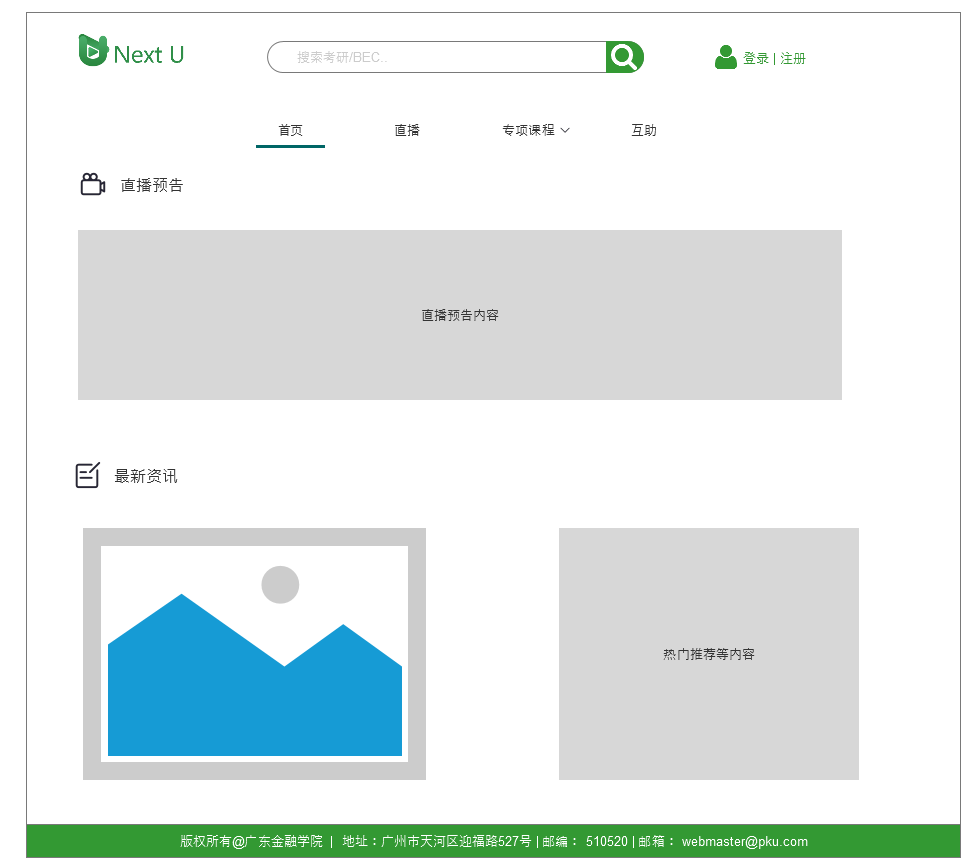 Next U
搜索考研/BEC..
登录 | 注册
首页 直播 专项课程 互助
直播预告
直播预告内容
最新资讯
热门推荐等内容
版权所有@广东金融学院 | 地址：广州市天河区迎福路527号 | 邮编： 510520 | 邮箱： webmaster@pku.com